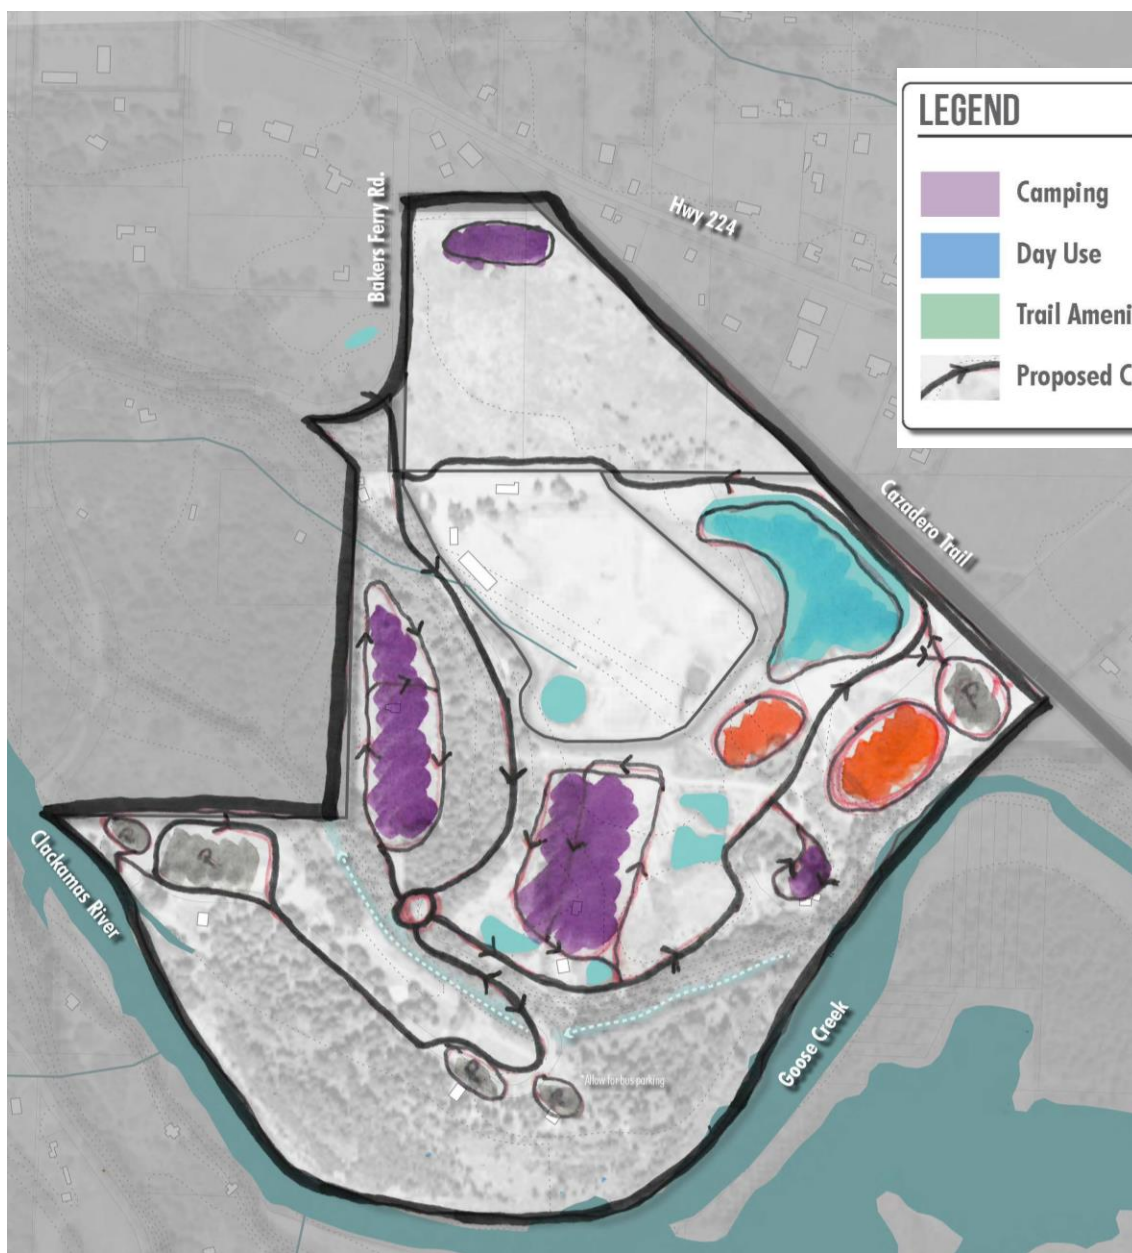 LEGEND
Camping
Day Use
Trail Ameni
Proposed C
Bakers Ferry Rd.
Hwy 224
Cazadero Trail
P
P
P
Clackamas River
Goose Creek
P
*Allow for bus parking
P